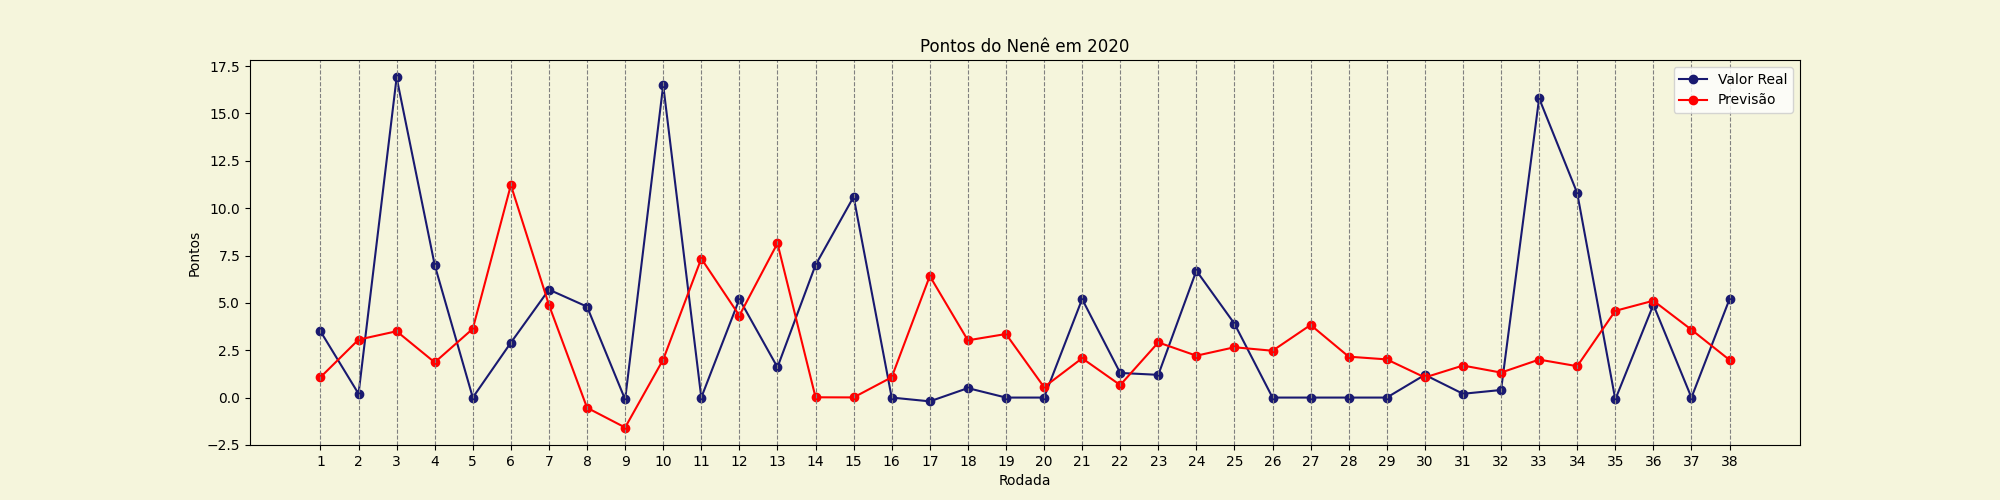 Pontos do Nenê em 2020
Valor Real
Previsão
Pontos
17.5
15.0
12.5
10.0
7.5
5.0
2.5
0.0
−2.5
1 2 3 4 5 6 7 8 9 10 11 12 13 14 15 16 17 18 19 20 21 22 23 24 25 26 27 28 29 30 31 32 33 34 35 36 37 38
Rodada